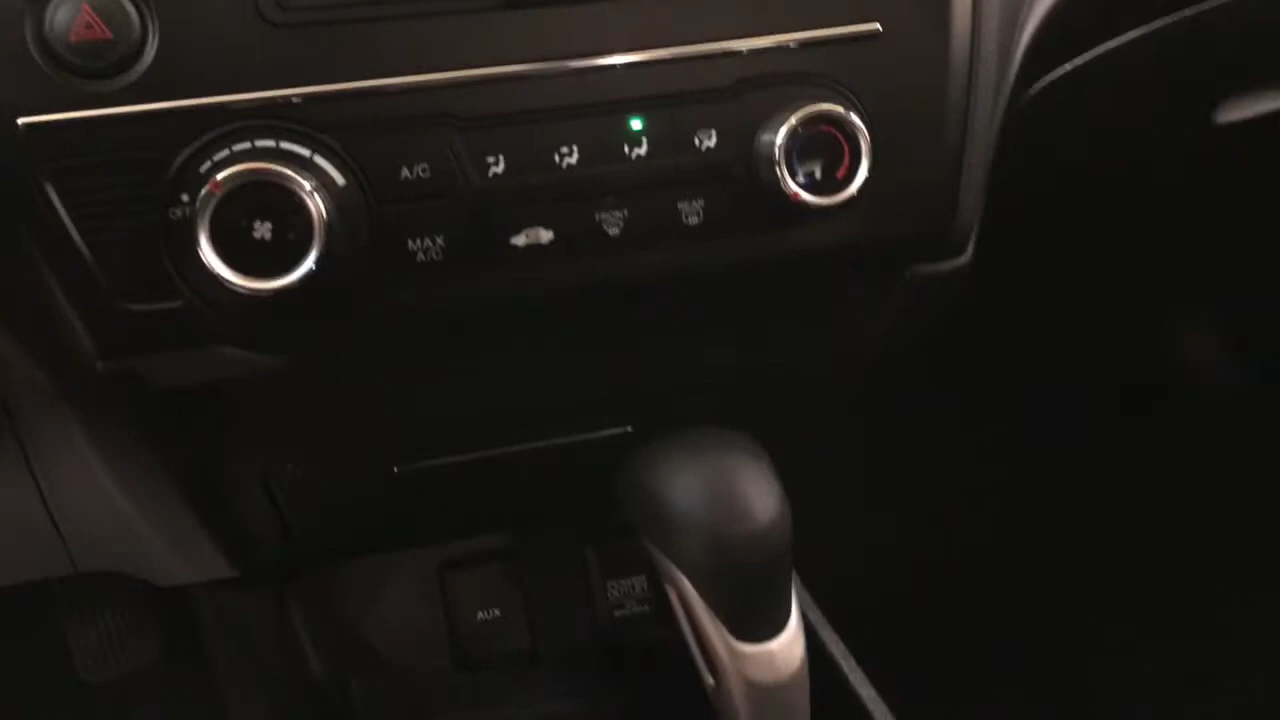 A/C
OFF
MAX
A/C
FRONT
REAR
AUX
POWER
OUTLET